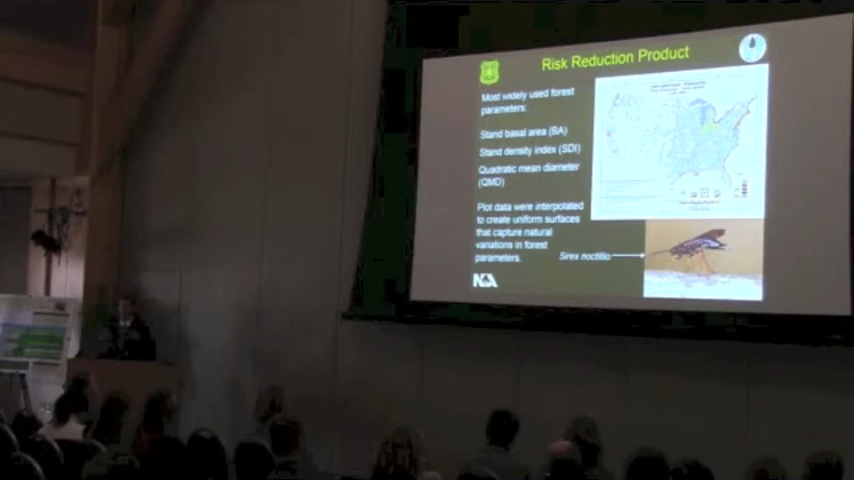 Risk Reduction Product
Most widely used forest
parameters:
Stand basal area (BA)
Stand density index (SDI)
Quadratic mean diameter
(QMD)
Plot data were interpolated
to create uniform surfaces
that capture natural
variations in forest
parameters.
Sirex noctilio